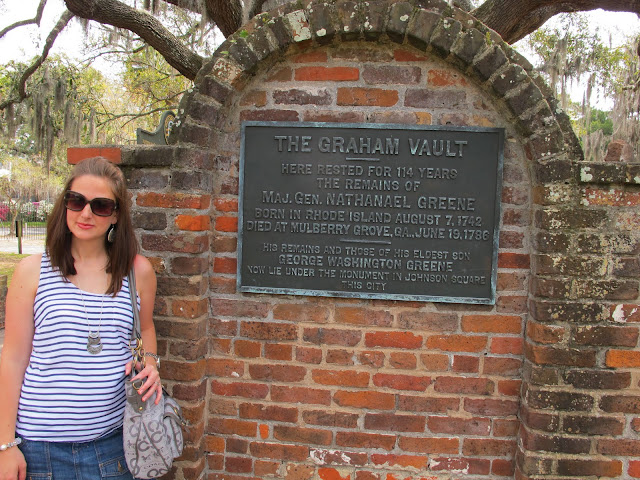 THE GRAHAM VAULT
HERE RESTED FOR 114 YEARS
THE REMAINS OF
MAJ. GEN. NATHANAEL GREENE
BORN IN RHODE ISLAND AUGUST 7, 1742
DIED AT MULBERRY GROVE, GA., JUNE 19, 1786
HIS REMAINS AND THOSE OF HIS ELDEST SON
GEORGE WASHINGTON GREENE
NOW LIE UNDER THE MONUMENT IN JOHNSON SQUARE
THIS CITY